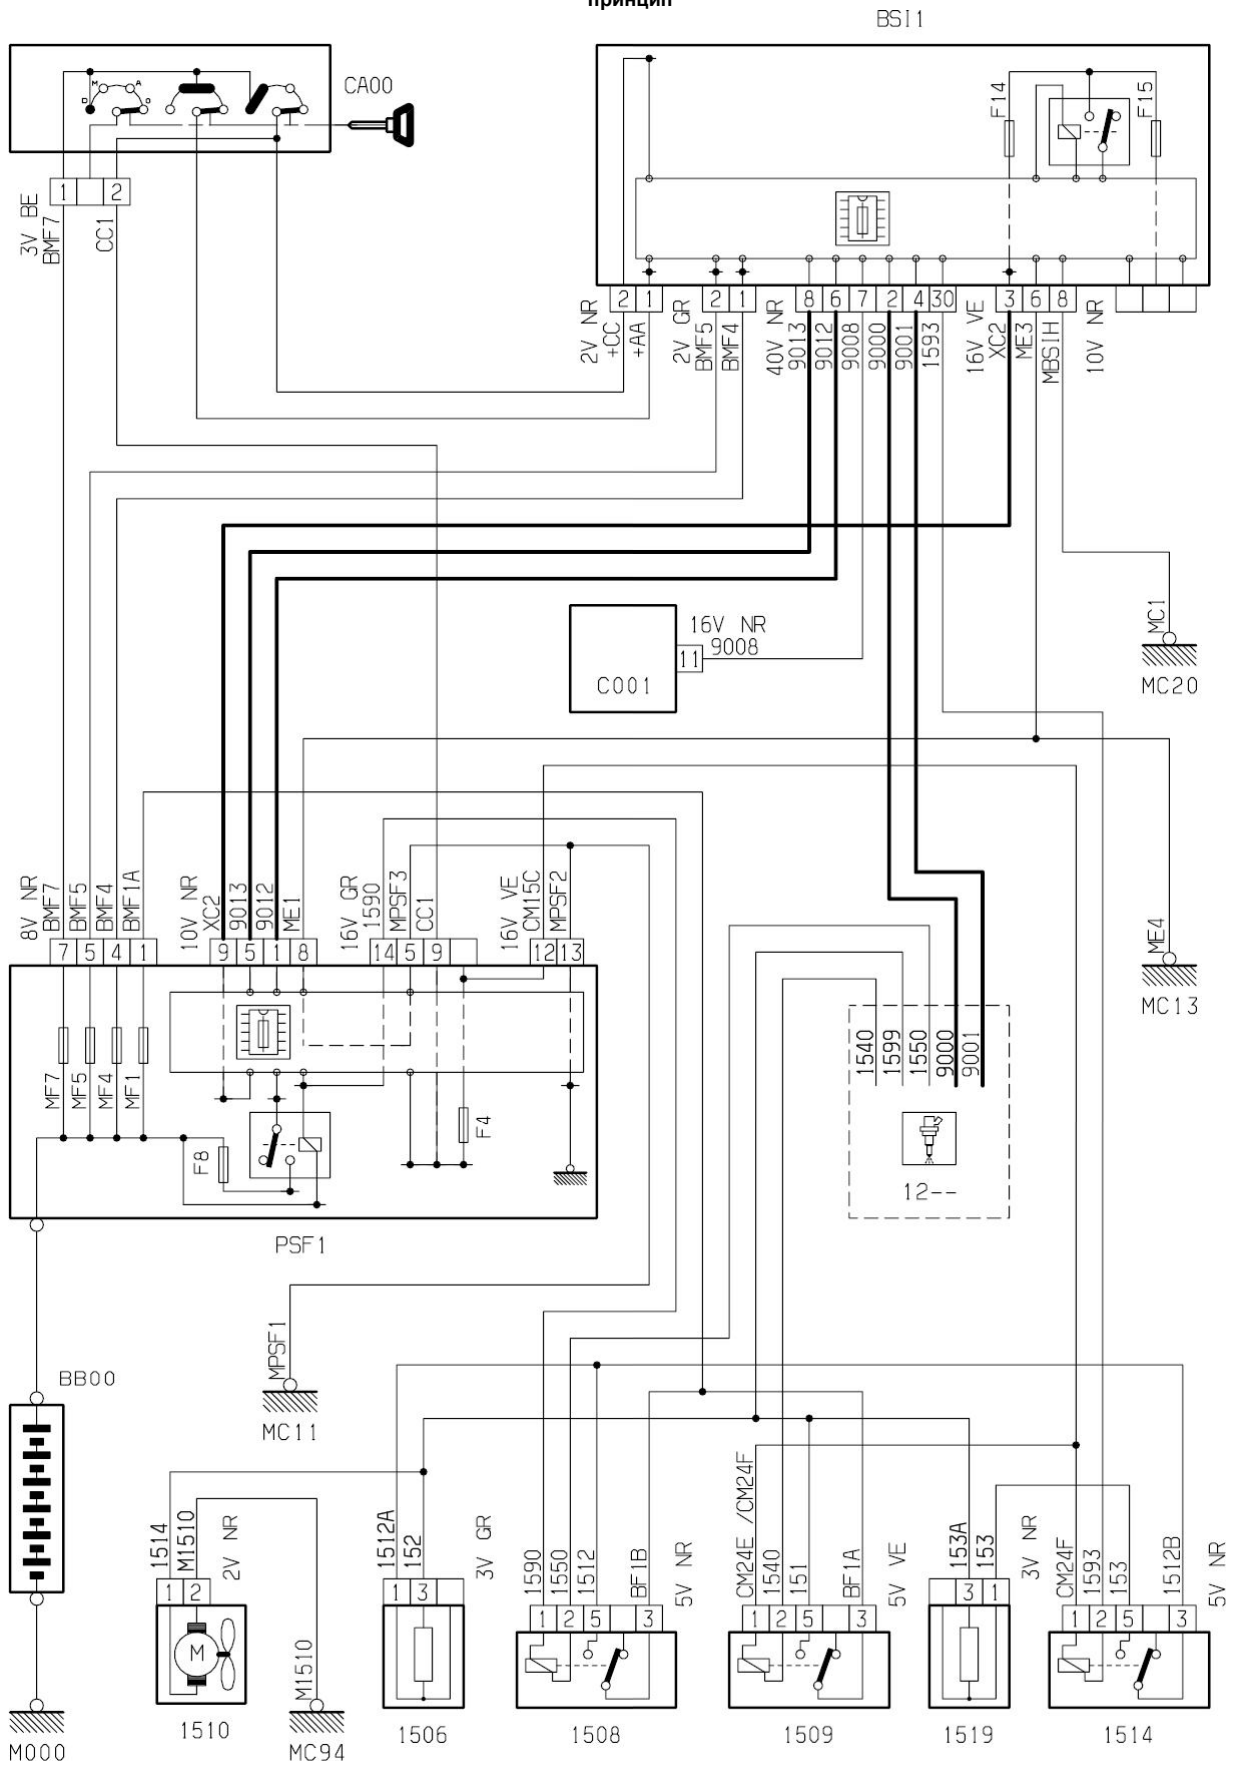 принцип
BSI1
CA00
M A
D D
F14
F15
1 2
3V BE
BMF7
CC1
2 1 2 1 8 6 7 2 4 30 3 6 8
2V NR
+CC
+AA
2V GR
BMF5
BMF4
40V NR
9013
9012
9008
9000
9001
1593
16V VE
XC2
ME3
MBSIH
10V NR
16V NR
11 9008
C001
MC1
MC20
8V NR
BMF7
BMF5
BMF4
BMF1A
10V NR
XC2
9013
9012
ME1
16V GR
1590
MPSF3
CC1
16V VE
CM15C
MPSF2
ME4
MC13
7 5 4 1 9 5 1 8 14 5 9 12 13
MF7
MF5
MF4
MF1
F8
F4
1540
1599
1550
9000
9001
12--
PSF1
MPSF1
MC11
BB00
1514
M1510
2V NR
1512A
152
3V GR
1590
1550
1512
BF1B
5V NR
CM24E /CM24F
1540
151
BF1A
5V VE
153A
153
3V NR
CM24F
1593
153
1512B
5V NR
1 2 1 3 1 2 5 3 1 2 5 3 3 1 1 2 5 3
M
M1510
M000
1510
MC94
1506
1508
1509
1519
1514